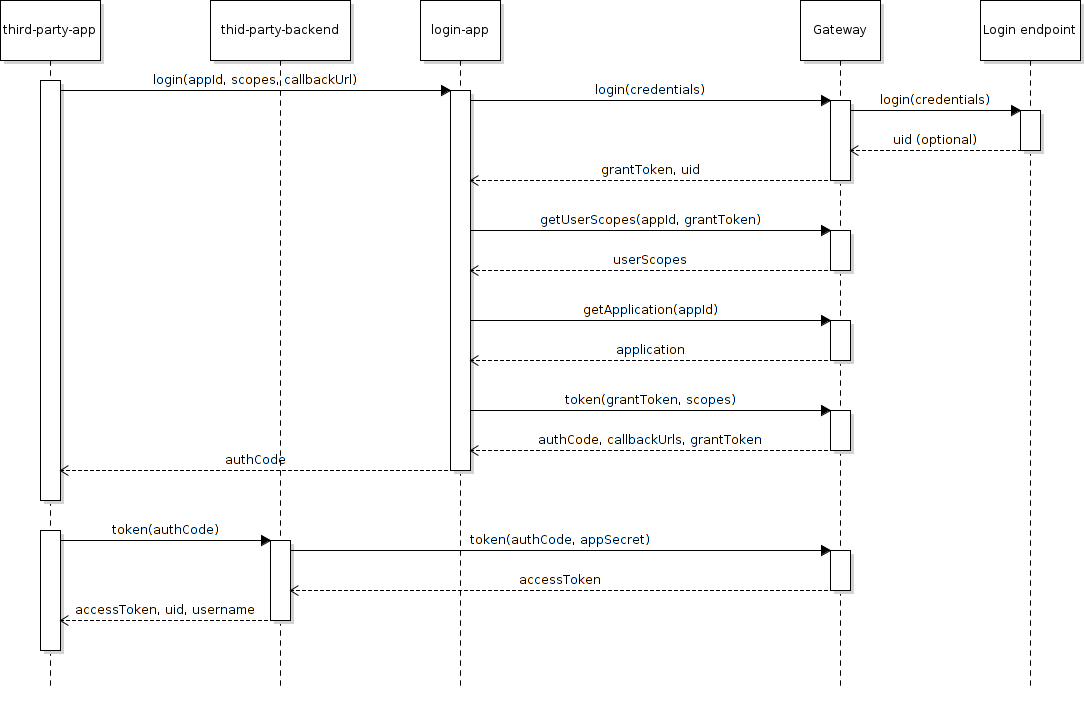 third-party-app
thid-party-backend
login-app
Gateway
Login endpoint
login(appId, scopes, callbackUrl)
login(credentials)
login(credentials)
uid (optional)
grantToken, uid
getUserScopes(appId, grantToken)
userScopes
getApplication(appId)
application
token(grantToken, scopes)
authCode, callbackUrls, grantToken
authCode
token(authCode)
token(authCode, appSecret)
accessToken
accessToken, uid, username